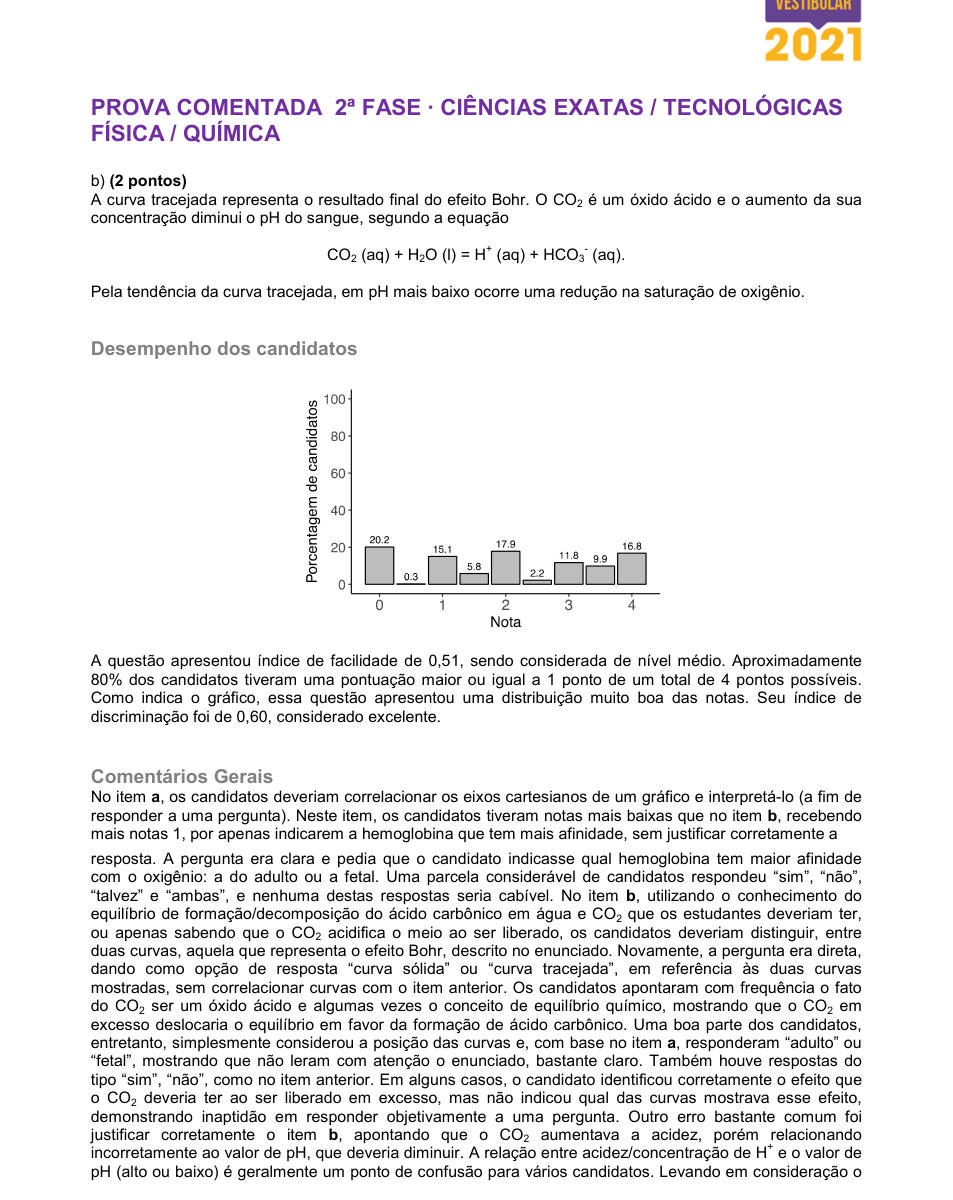 VESTIBULAR
2021
PROVA COMENTADA 2ª FASE · CIÊNCIAS EXATAS / TECNOLÓGICAS
FÍSICA / QUÍMICA
b) (2 pontos)
A curva tracejada representa o resultado final do efeito Bohr. O CO₂ é um óxido ácido e o aumento da sua
concentração diminui o pH do sangue, segundo a equação
CO₂ (aq) + H₂O (l) = H⁺ (aq) + HCO₃⁻ (aq).
Pela tendência da curva tracejada, em pH mais baixo ocorre uma redução na saturação de oxigênio.
Desempenho dos candidatos
Porcentagem de candidatos
100
80
60
40
20
0
20.2
0.3
15.1
5.8
17.9
2.2
11.8
9.9
16.8
0 1 2 3 4
Nota
A questão apresentou índice de facilidade de 0,51, sendo considerada de nível médio. Aproximadamente
80% dos candidatos tiveram uma pontuação maior ou igual a 1 ponto de um total de 4 pontos possíveis.
Como indica o gráfico, essa questão apresentou uma distribuição muito boa das notas. Seu índice de
discriminação foi de 0,60, considerado excelente.
Comentários Gerais
No item a, os candidatos deveriam correlacionar os eixos cartesianos de um gráfico e interpretá-lo (a fim de
responder a uma pergunta). Neste item, os candidatos tiveram notas mais baixas que no item b, recebendo
mais notas 1, por apenas indicarem a hemoglobina que tem mais afinidade, sem justificar corretamente a
resposta. A pergunta era clara e pedia que o candidato indicasse qual hemoglobina tem maior afinidade
com o oxigênio: a do adulto ou a fetal. Uma parcela considerável de candidatos respondeu “sim”, “não”,
“talvez” e “ambas”, e nenhuma destas respostas seria cabível. No item b, utilizando o conhecimento do
equilíbrio de formação/decomposição do ácido carbônico em água e CO₂ que os estudantes deveriam ter,
ou apenas sabendo que o CO₂ acidifica o meio ao ser liberado, os candidatos deveriam distinguir, entre
duas curvas, aquela que representa o efeito Bohr, descrito no enunciado. Novamente, a pergunta era direta,
dando como opção de resposta “curva sólida” ou “curva tracejada”, em referência às duas curvas
mostradas, sem correlacionar curvas com o item anterior. Os candidatos apontaram com frequência o fato
do CO₂ ser um óxido ácido e algumas vezes o conceito de equilíbrio químico, mostrando que o CO₂ em
excesso deslocaria o equilíbrio em favor da formação de ácido carbônico. Uma boa parte dos candidatos,
entretanto, simplesmente considerou a posição das curvas e, com base no item a, responderam “adulto” ou
“fetal”, mostrando que não leram com atenção o enunciado, bastante claro. Também houve respostas do
tipo “sim”, “não”, como no item anterior. Em alguns casos, o candidato identificou corretamente o efeito que
o CO₂ deveria ter ao ser liberado em excesso, mas não indicou qual das curvas mostrava esse efeito,
demonstrando inaptidão em responder objetivamente a uma pergunta. Outro erro bastante comum foi
justificar corretamente o item b, apontando que o CO₂ aumentava a acidez, porém relacionando
incorretamente ao valor de pH, que deveria diminuir. A relação entre acidez/concentração de H⁺ e o valor de
pH (alto ou baixo) é geralmente um ponto de confusão para vários candidatos. Levando em consideração o